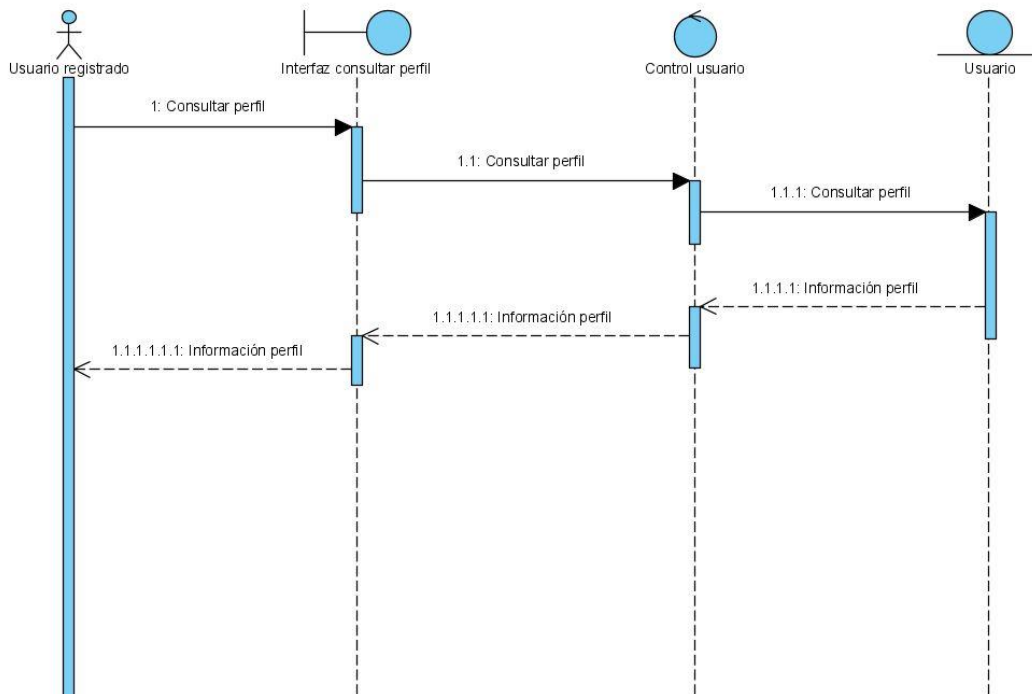 Usuario registrado
Interfaz consultar perfil
Control usuario
Usuario
1: Consultar perfil
1.1: Consultar perfil
1.1.1: Consultar perfil
1.1.1.1: Información perfil
1.1.1.1.1: Información perfil
1.1.1.1.1.1: Información perfil